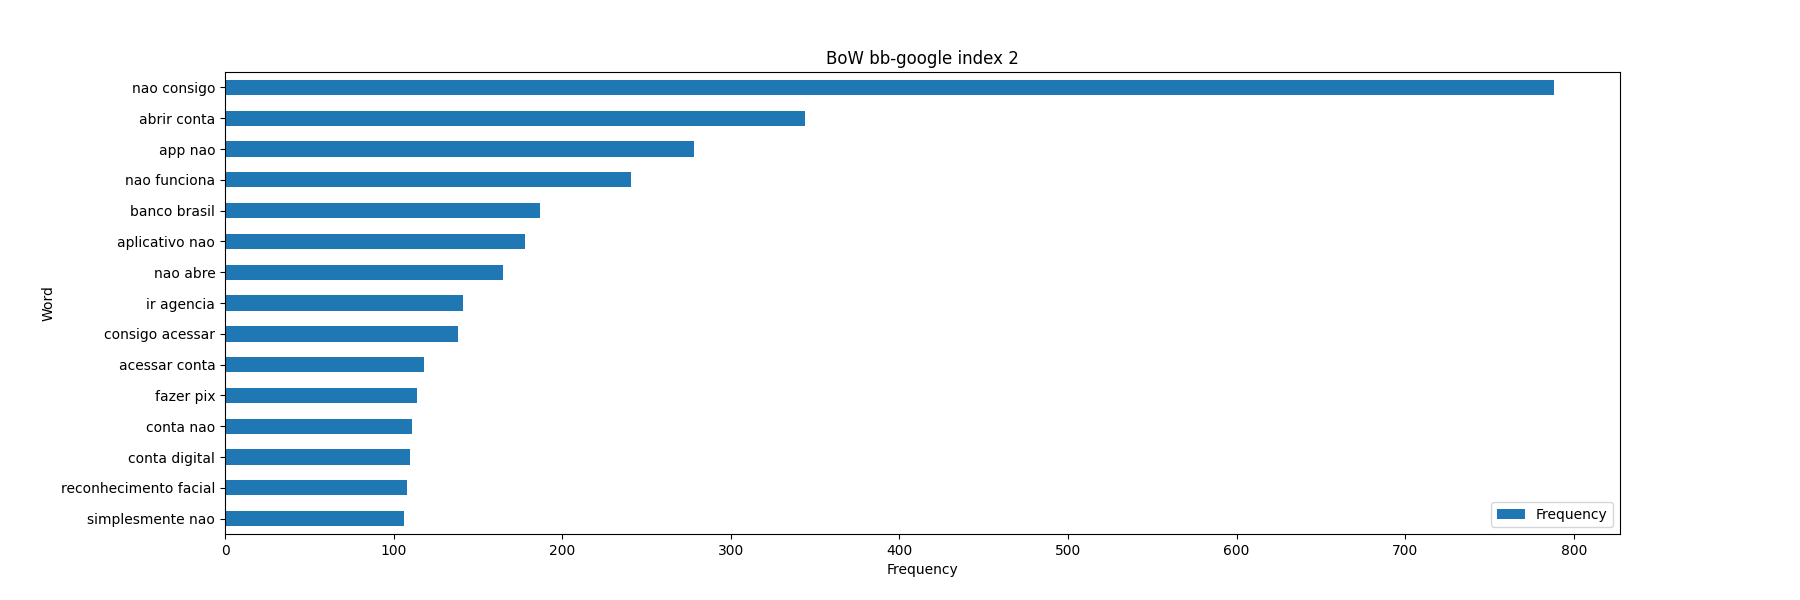 BoW bb-google index 2
nao consigo
abrir conta
app nao
nao funciona
banco brasil
aplicativo nao
nao abre
ir agencia
consigo acessar
acessar conta
fazer pix
conta nao
conta digital
reconhecimento facial
simplesmente nao
Word
Frequency
0 100 200 300 400 500 600 700 800
Frequency